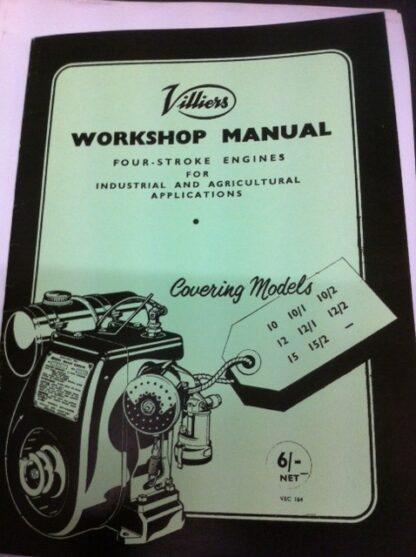 Villiers
WORKSHOP MANUAL
FOUR-STROKE ENGINES
FOR
INDUSTRIAL AND AGRICULTURAL
APPLICATIONS
Covering Models
10 10/1 10/2
12 12/1 12/2
15 15/2 —
6/-
NET
VSC 164